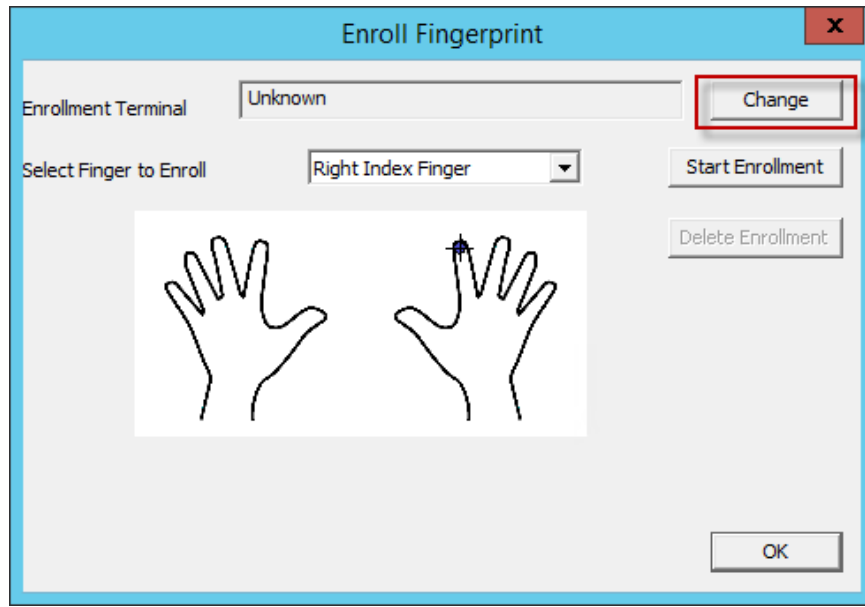 Enroll Fingerprint
x
Enrollment Terminal Unknown Change
Select Finger to Enroll Right Index Finger Start Enrollment
Delete Enrollment
OK